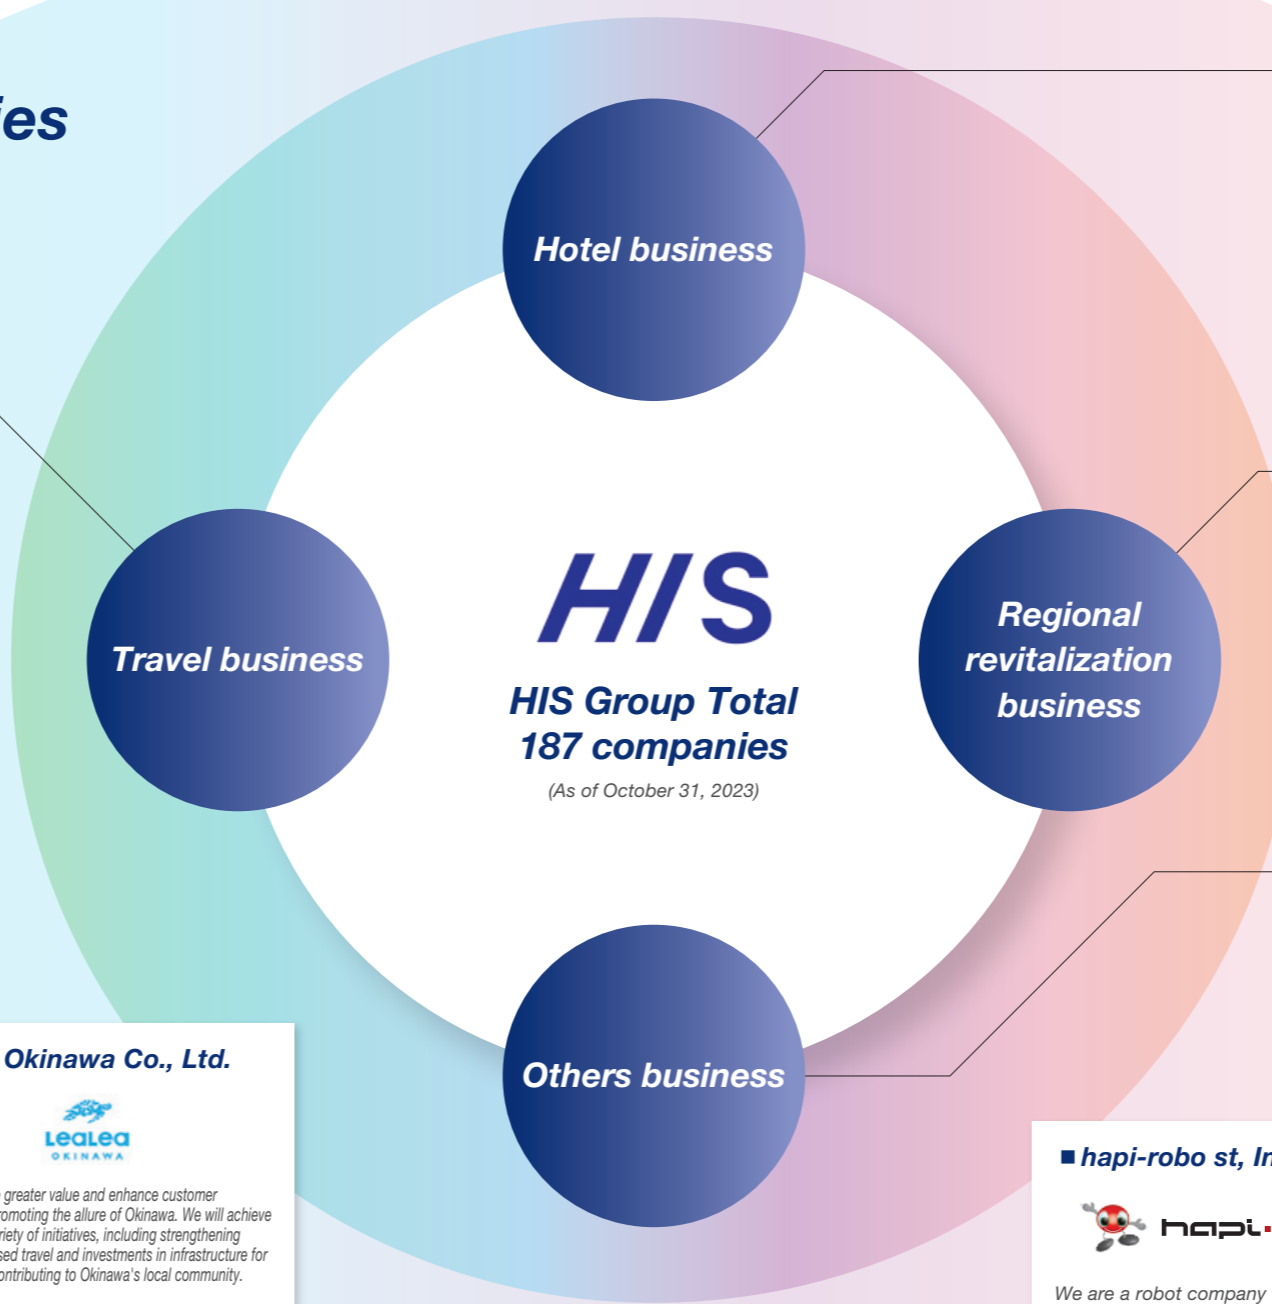 ies
Hotel business
Travel business
HIS
HIS Group Total
187 companies
(As of October 31, 2023)
Regional
revitalization
business
Others business
Okinawa Co., Ltd.
LeaLea
OKINAWA
greater value and enhance customer
romoting the allure of Okinawa. We will achieve
riety of initiatives, including strengthening
sed travel and investments in infrastructure for
ontributing to Okinawa's local community.
■ hapi-robo st, In
hapi
We are a robot company